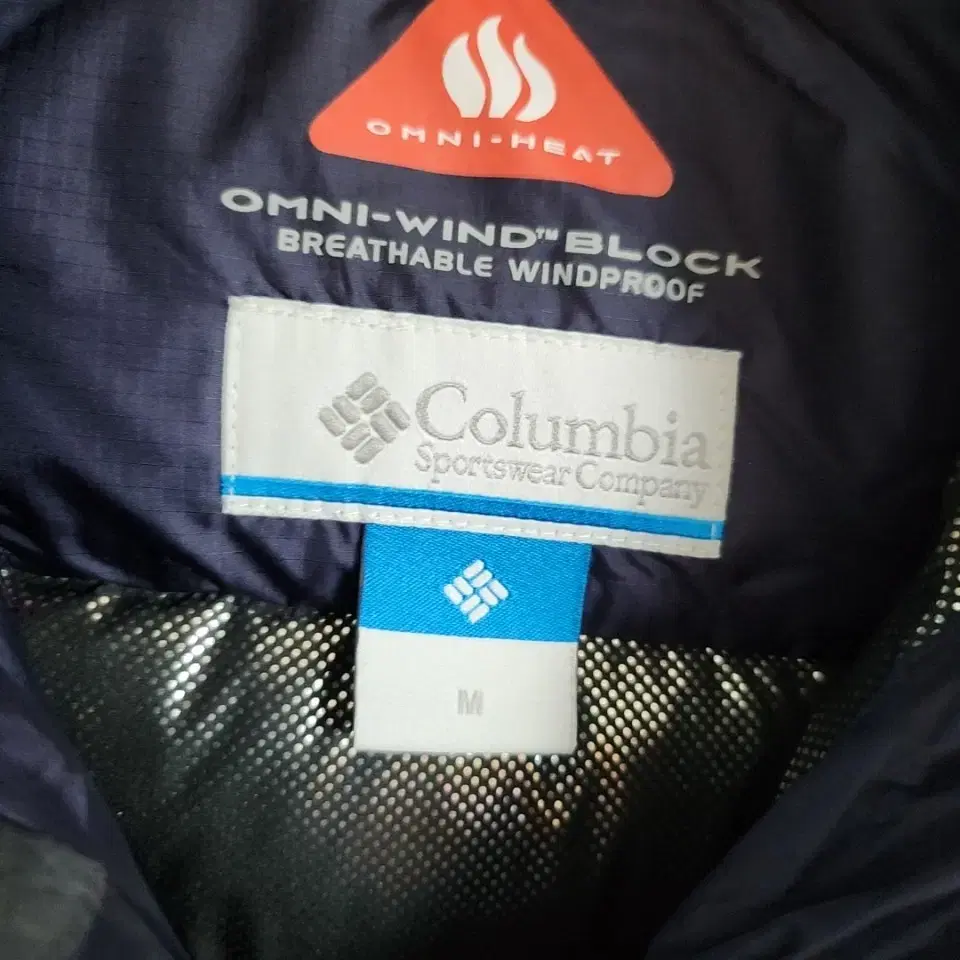 OMNI-HEAT
OMNI-WIND™ BLOCK
BREATHABLE WINDPROOF
Columbia
Sportswear Company
M